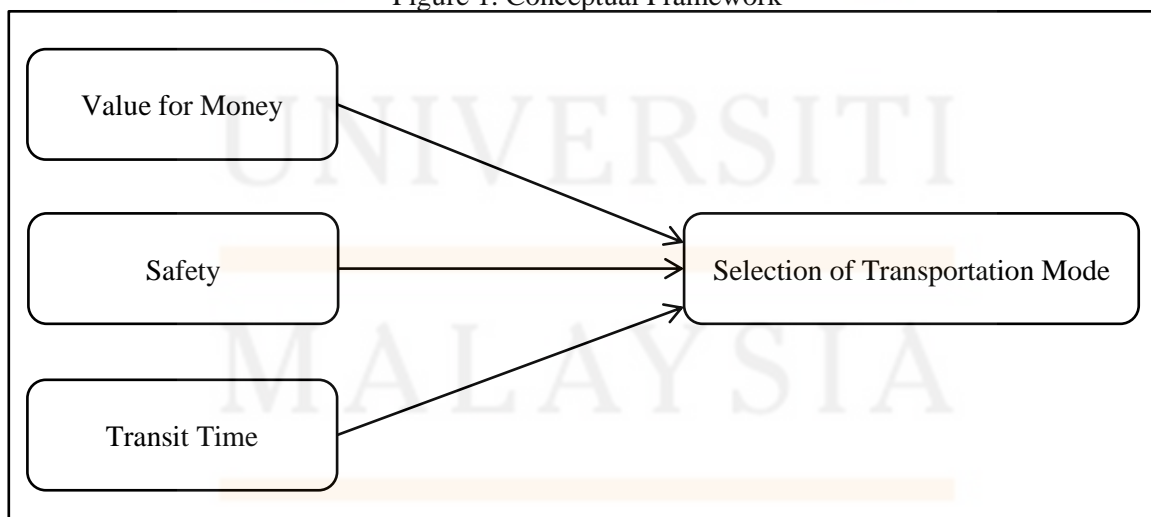 Figure 1: Conceptual Framework
Value for Money
Safety
Selection of Transportation Mode
Transit Time
UNIVERSITI
MALAYSIA